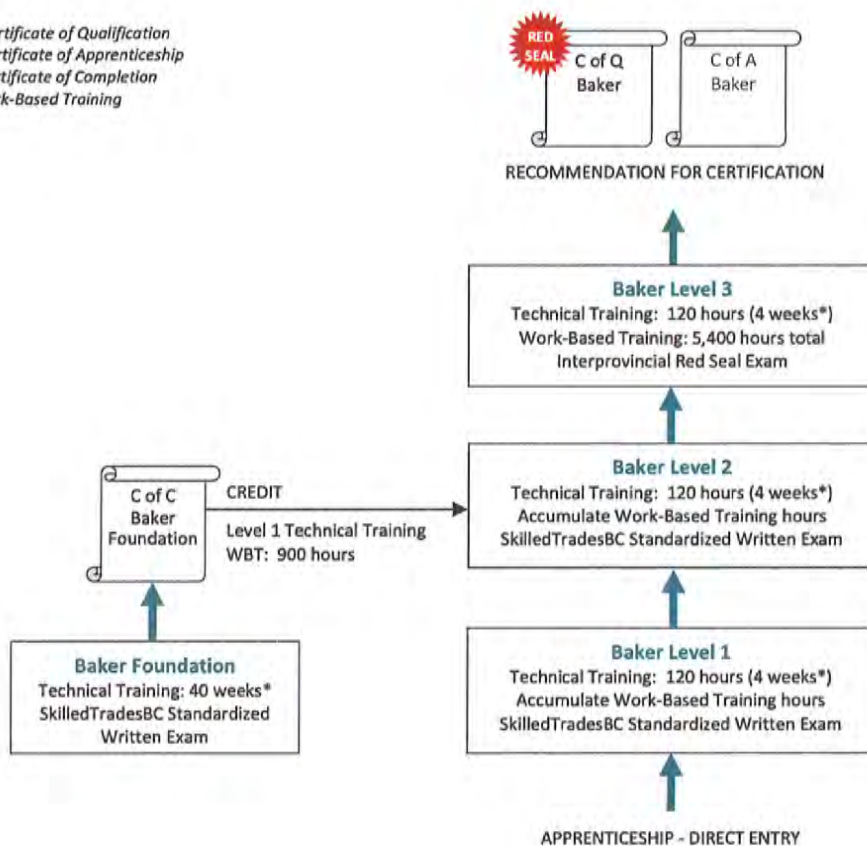 rtificate of Qualification
rtificate of Apprenticeship
rtificate of Completion
rk-Based Training
RED
SEAL
C of Q
Baker
C of A
Baker
RECOMMENDATION FOR CERTIFICATION
Baker Level 3
Technical Training: 120 hours (4 weeks*)
Work-Based Training: 5,400 hours total
Interprovincial Red Seal Exam
Baker Level 2
Technical Training: 120 hours (4 weeks*)
Accumulate Work-Based Training hours
SkilledTradesBC Standardized Written Exam
C of C
Baker
Foundation
CREDIT
Level 1 Technical Training
WBT: 900 hours
Baker Foundation
Technical Training: 40 weeks*
SkilledTradesBC Standardized
Written Exam
Baker Level 1
Technical Training: 120 hours (4 weeks*)
Accumulate Work-Based Training hours
SkilledTradesBC Standardized Written Exam
APPRENTICESHIP - DIRECT ENTRY